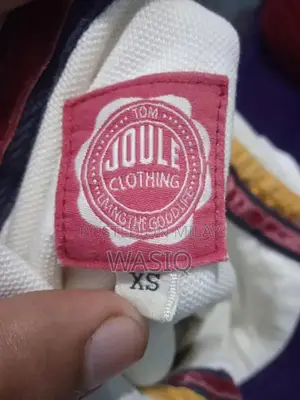 TOM
JOULE
CLOTHING
LIVING THE GOOD LIFE
WASIQ
XS